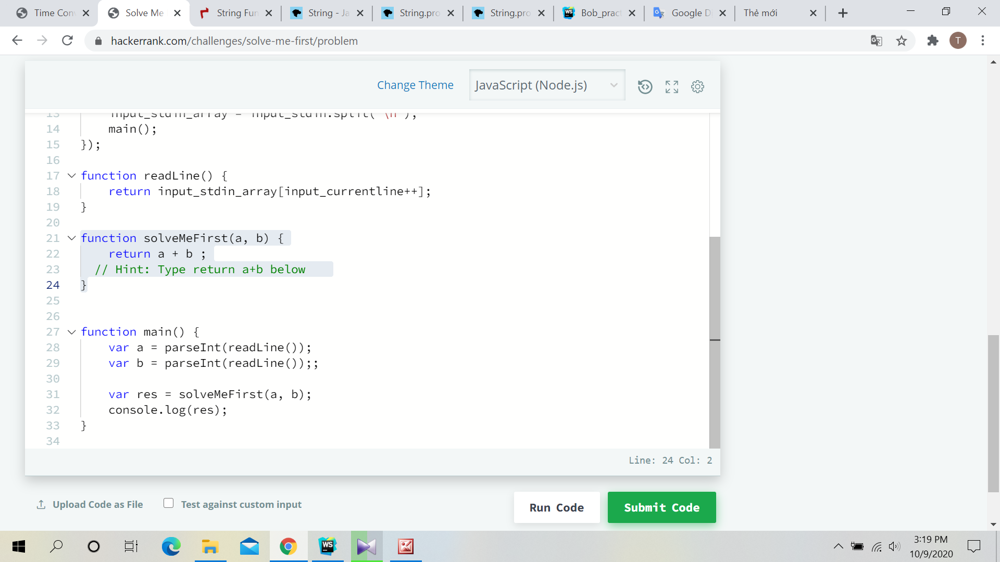 Time Con
Solve Me
String Fun
String - Ja
String.pro
String.pro
Bob_pract
Google D
Thẻ mới
hackerrank.com/challenges/solve-me-first/problem
T
Change Theme
JavaScript (Node.js)
13 input_stdin_array = input_stdin.split("\n");
14 main();
15 });
16
17 function readLine() {
18 return input_stdin_array[input_currentline++];
19 }
20
21 function solveMeFirst(a, b) {
22 return a + b ;
23 // Hint: Type return a+b below
24 }
25
26
27 function main() {
28 var a = parseInt(readLine());
29 var b = parseInt(readLine());;
30
31 var res = solveMeFirst(a, b);
32 console.log(res);
33 }
34
Line: 24 Col: 2
Upload Code as File
Test against custom input
Run Code
Submit Code
WS
3:19 PM
10/9/2020